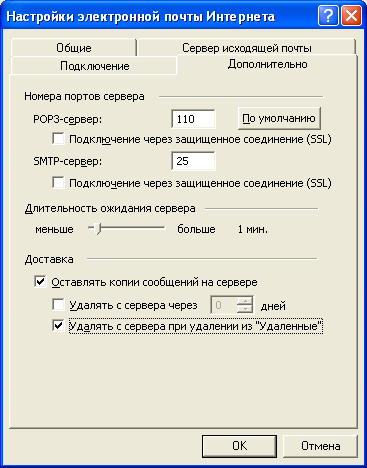 Настройки электронной почты Интернета
Общие
Сервер исходящей почты
Подключение
Дополнительно
Номера портов сервера
POP3-сервер:
110
По умолчанию
Подключение через защищенное соединение (SSL)
SMTP-сервер:
25
Подключение через защищенное соединение (SSL)
Длительность ожидания сервера
меньше
больше
1 мин.
Доставка
Оставлять копии сообщений на сервере
Удалять с сервера через
0
дней
Удалять с сервера при удалении из "Удаленные"
ОК
Отмена